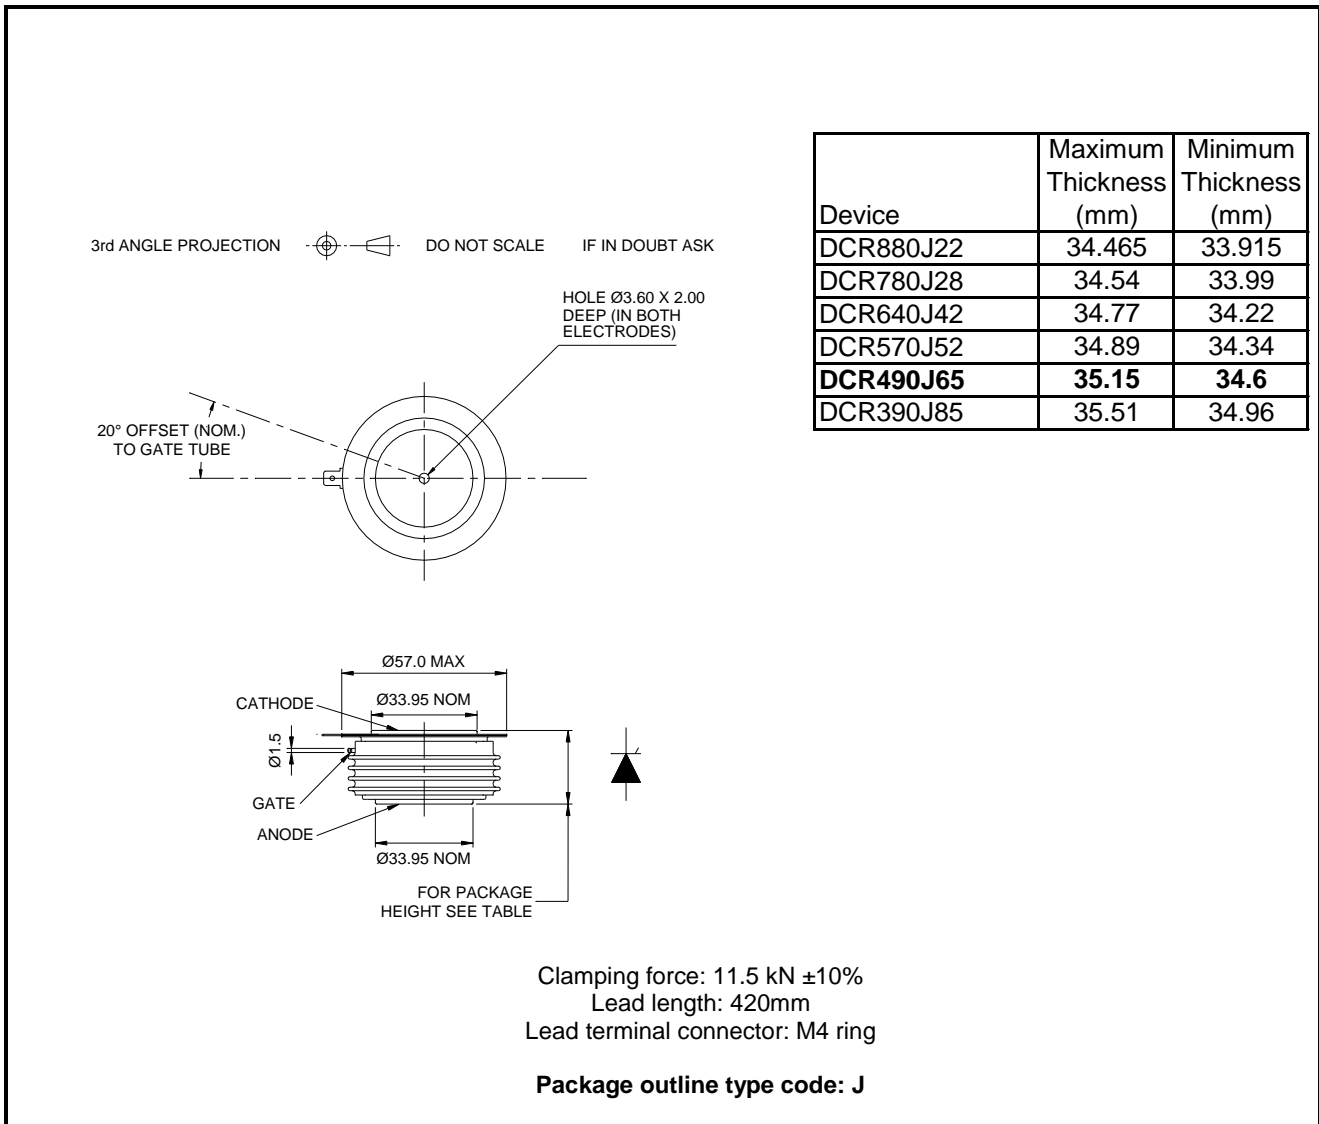 Device Maximum Thickness (mm) Minimum Thickness (mm)
DCR880J22 34.465 33.915
DCR780J28 34.54 33.99
DCR640J42 34.77 34.22
DCR570J52 34.89 34.34
DCR490J65 35.15 34.6
DCR390J85 35.51 34.96
3rd ANGLE PROJECTION DO NOT SCALE IF IN DOUBT ASK
HOLE Ø3.60 X 2.00
DEEP (IN BOTH
ELECTRODES)
20° OFFSET (NOM.)
TO GATE TUBE
Ø57.0 MAX
CATHODE
Ø33.95 NOM
Ø1.5
GATE
ANODE
Ø33.95 NOM
FOR PACKAGE
HEIGHT SEE TABLE
Clamping force: 11.5 kN ±10%
Lead length: 420mm
Lead terminal connector: M4 ring
Package outline type code: J